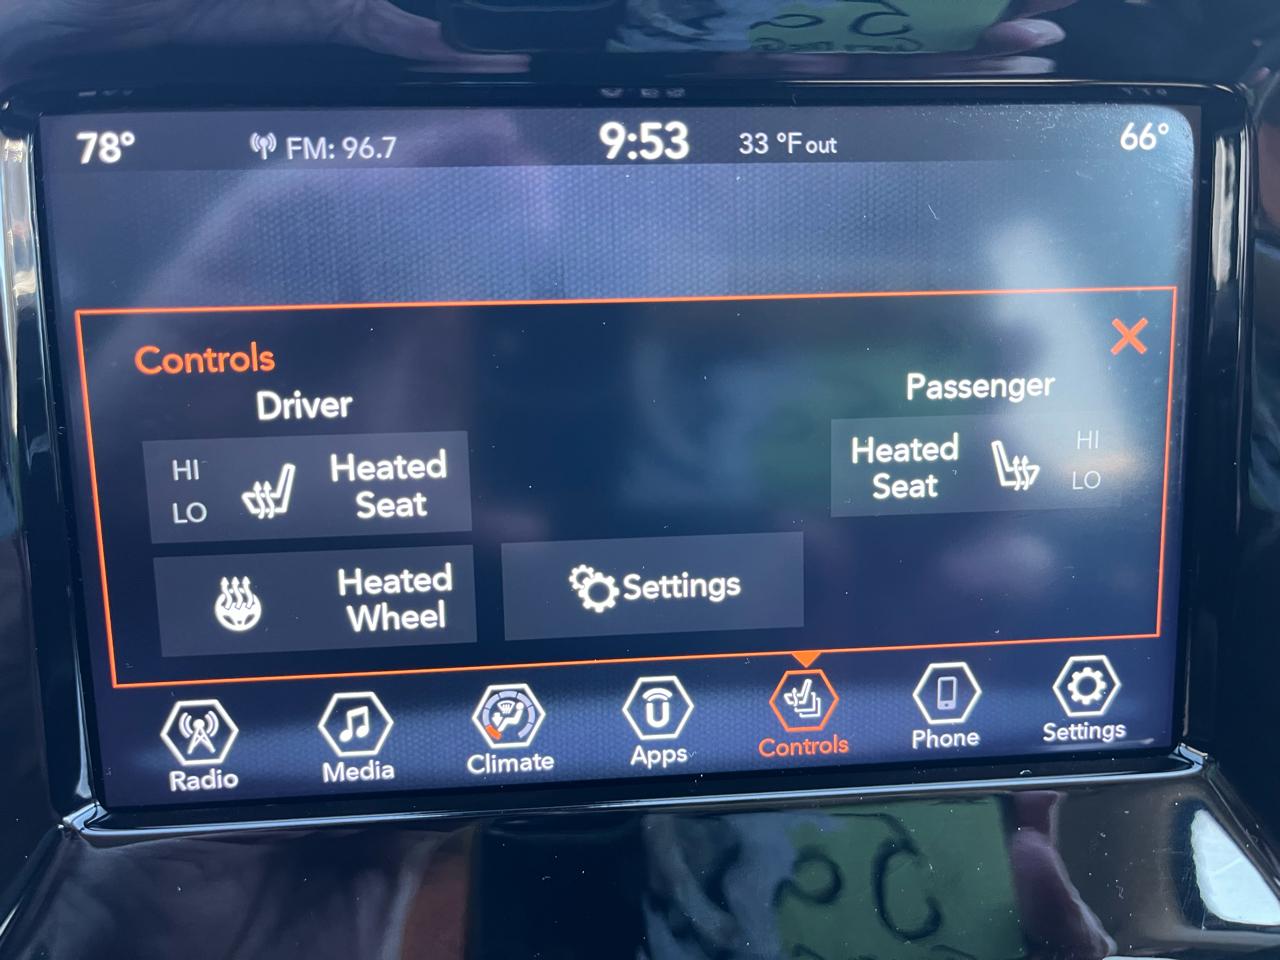 78° FM: 96.7 9:53 33 °F out 66°
Controls
Driver
Passenger
HI
LO
Heated
Seat
Heated
Seat
HI
LO
Heated
Wheel
Settings
Radio
Media
Climate
Apps
Controls
Phone
Settings